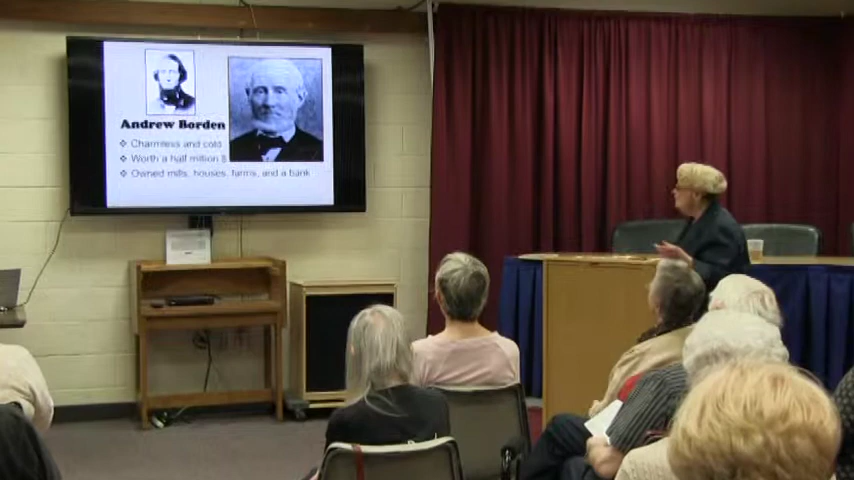 Andrew Borden
❖ Charmless and cold
❖ Worth a half million $
❖ Owned mills, houses, farms, and a bank